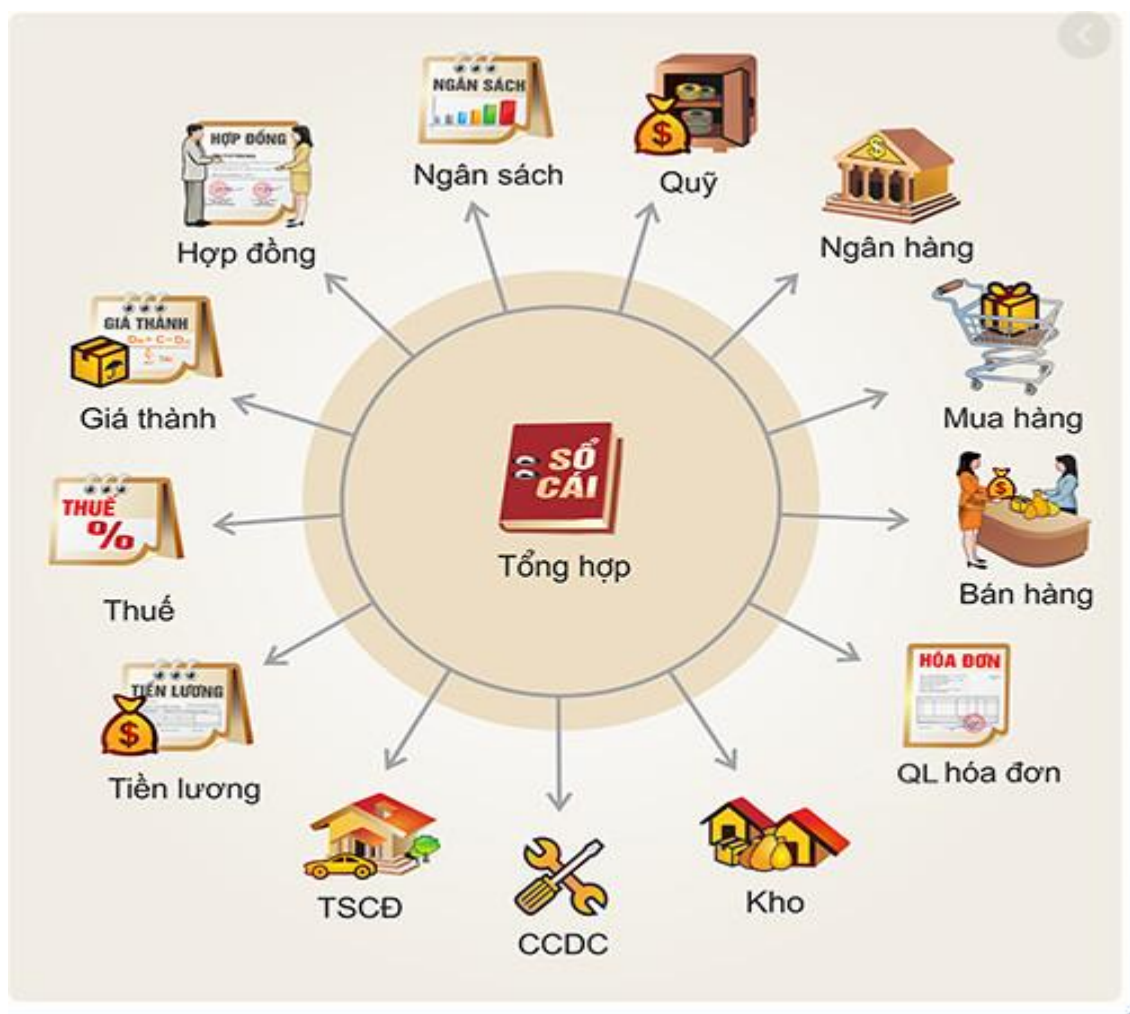 NGÂN SÁCH
Ngân sách
$
Quỹ
$
Ngân hàng
Mua hàng
$
Bán hàng
HÓA ĐƠN
QL hóa đơn
Kho
CCDC
TSCĐ
TIỀN LƯƠNG
$
Tiền lương
THUẾ
%
Thuế
GIÁ THÀNH
Giá thành
HỢP ĐỒNG
Hợp đồng
SỔ
CÁI
Tổng hợp